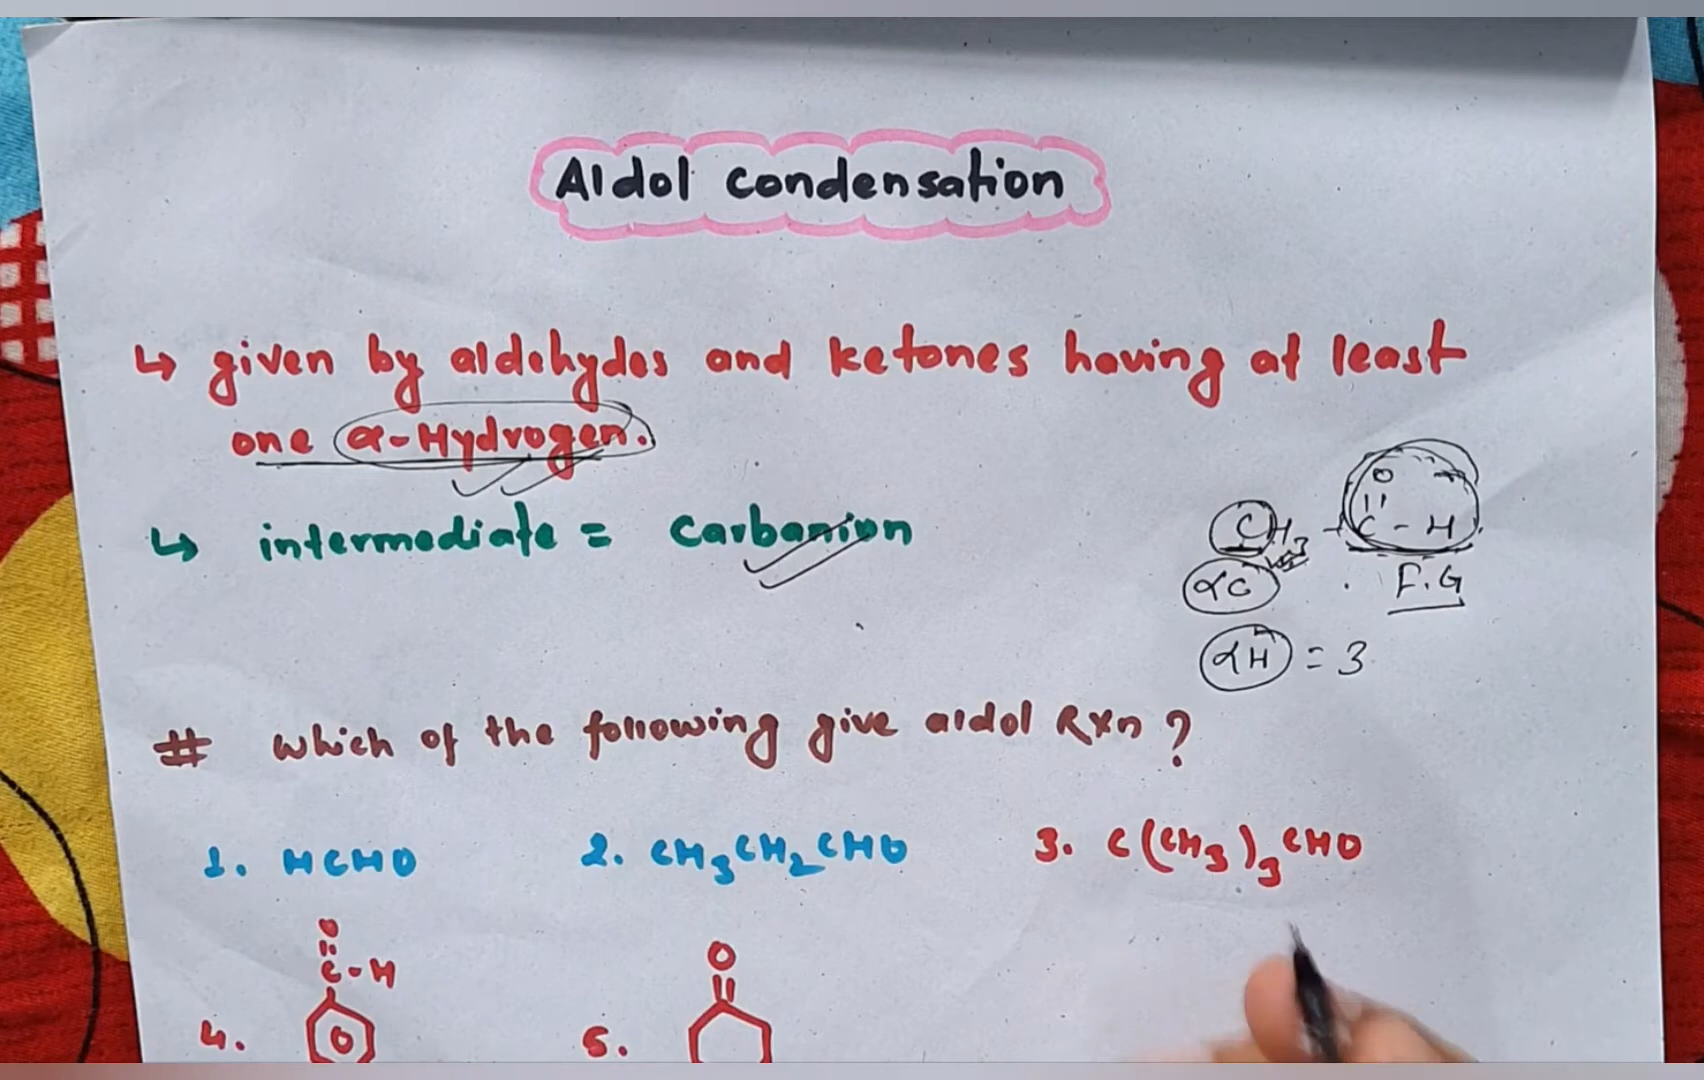 Aldol condensation
↳ given by aldehydes and ketones having at least
one α-Hydrogen.
↳ intermediate = Carbanion
O
||
CH3 - C - H
αC F.G
αH = 3
# which of the following give aldol Rxn ?
1. HCHO 2. CH3CH2CHO 3. C(CH3)3CHO
O
||
C-H
O
||
4. 5.